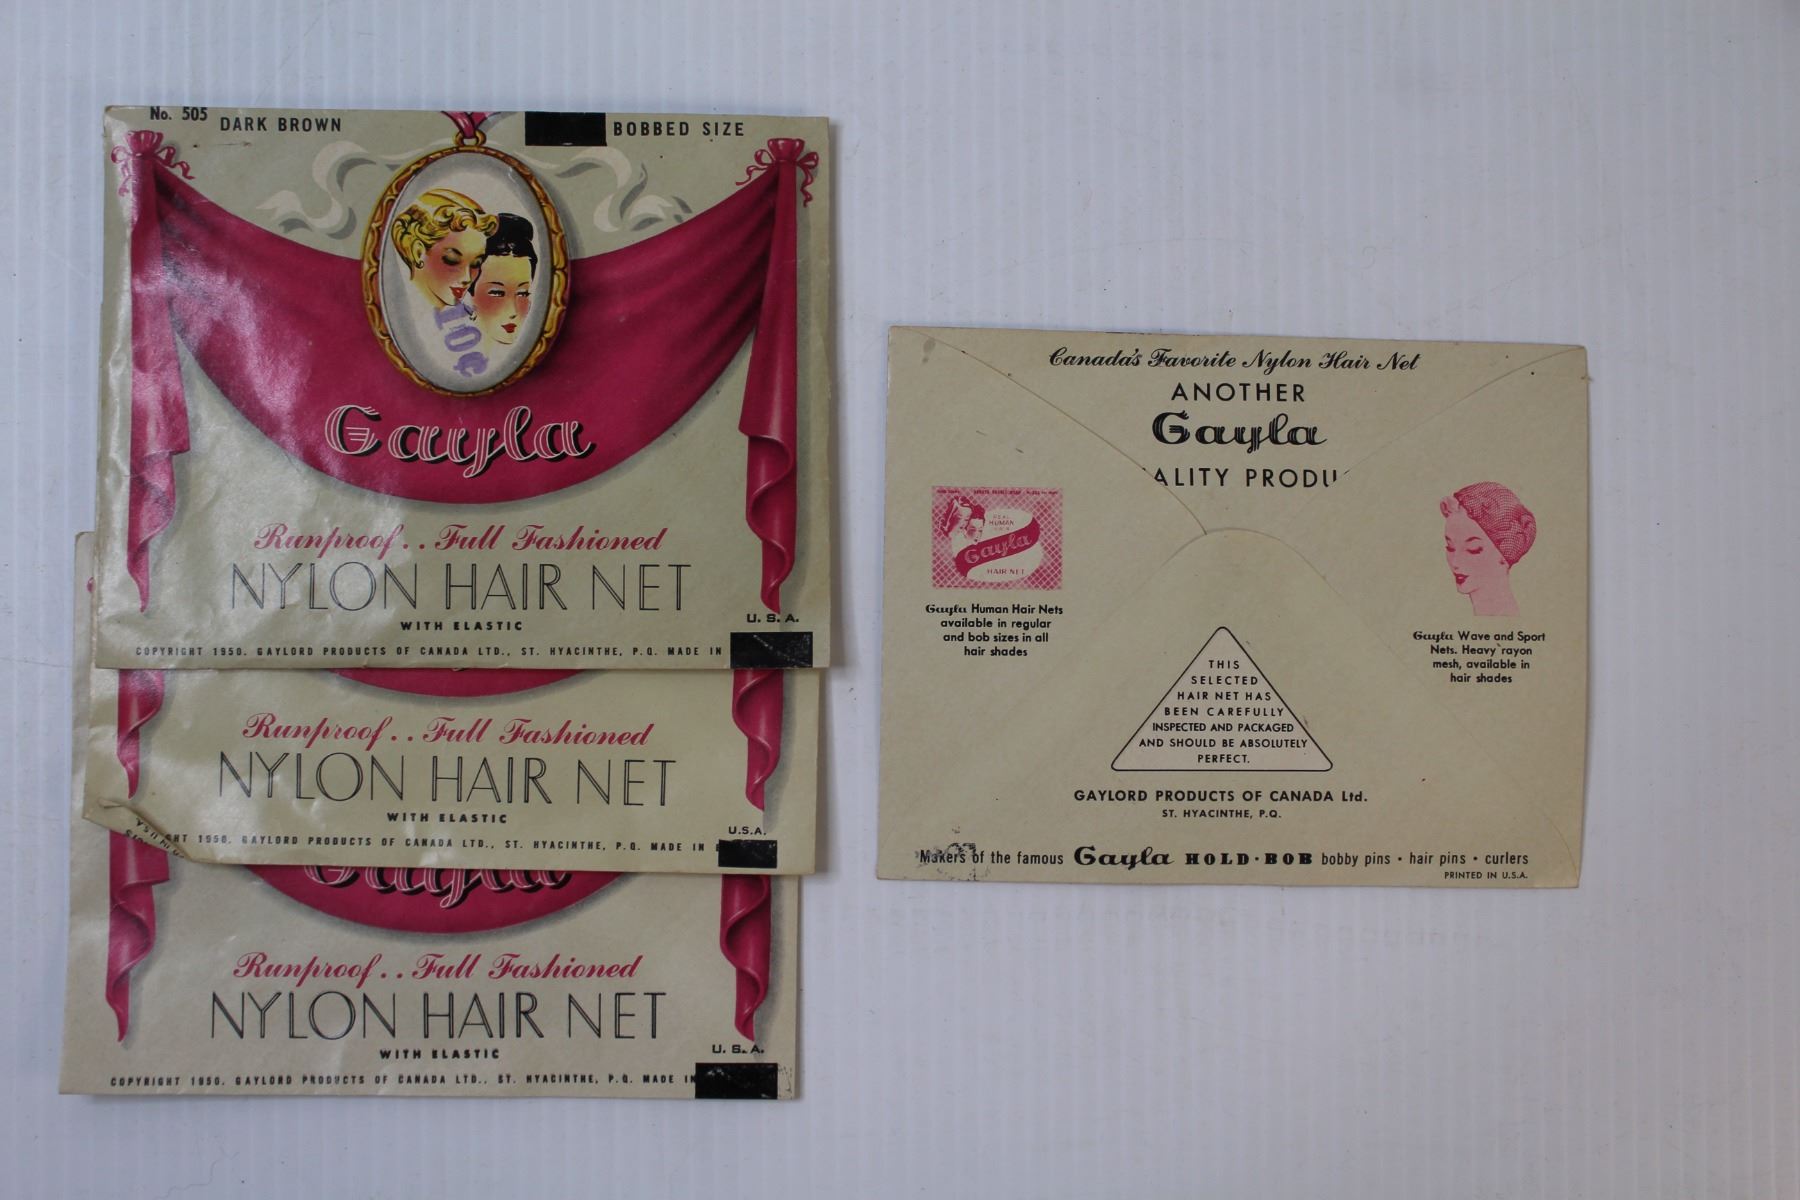 No. 505 DARK BROWN BOBBED SIZE
10¢
Gayla
Runproof . . Full Fashioned
NYLON HAIR NET
WITH ELASTIC
U. S. A.
COPYRIGHT 1950. GAYLORD PRODUCTS OF CANADA LTD., ST. HYACINTHE, P.Q. MADE IN
Runproof . . Full Fashioned
NYLON HAIR NET
WITH ELASTIC
U.S.A.
GHT 1950. GAYLORD PRODUCTS OF CANADA LTD., ST. HYACINTHE, P.Q. MADE IN
Gayla
Runproof . . Full Fashioned
NYLON HAIR NET
WITH ELASTIC
U. S. A.
COPYRIGHT 1950. GAYLORD PRODUCTS OF CANADA LTD., ST. HYACINTHE, P.Q. MADE IN
Canada's Favorite Nylon Hair Net
ANOTHER
Gayla
ALITY PRODU
REAL
HUMAN
HAIR
Gayla
HAIR NET
Gayla Human Hair Nets
available in regular
and bob sizes in all
hair shades
Gayla Wave and Sport
Nets. Heavy rayon
mesh, available in
hair shades
THIS
SELECTED
HAIR NET HAS
BEEN CAREFULLY
INSPECTED AND PACKAGED
AND SHOULD BE ABSOLUTELY
PERFECT.
GAYLORD PRODUCTS OF CANADA Ltd.
ST. HYACINTHE, P.Q.
Makers of the famous Gayla HOLD·BOB bobby pins • hair pins • curlers
PRINTED IN U.S.A.